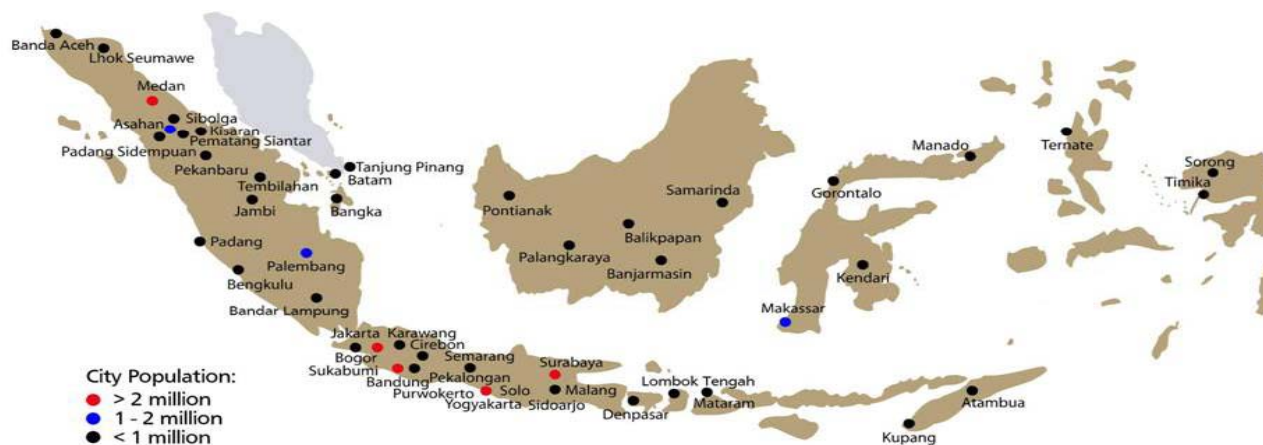 Banda Aceh
Lhok Seumawe
Medan
Sibolga
Asahan
Kisaran
Pematang Siantar
Padang Sidempuan
Pekanbaru
Tembilahan
Jambi
Tanjung Pinang
Batam
Bangka
Padang
Palembang
Bengkulu
Bandar Lampung
Pontianak
Samarinda
Balikpapan
Palangkaraya
Banjarmasin
Manado
Gorontalo
Kendari
Makassar
Ternate
Sorong
Timika
Jakarta
Karawang
Cirebon
Bogor
Sukabumi
Bandung
Semarang
Pekalongan
Purwokerto
Solo
Yogyakarta
Surabaya
Malang
Sidoarjo
Denpasar
Lombok Tengah
Mataram
Atambua
Kupang
City Population:
> 2 million
1 - 2 million
< 1 million